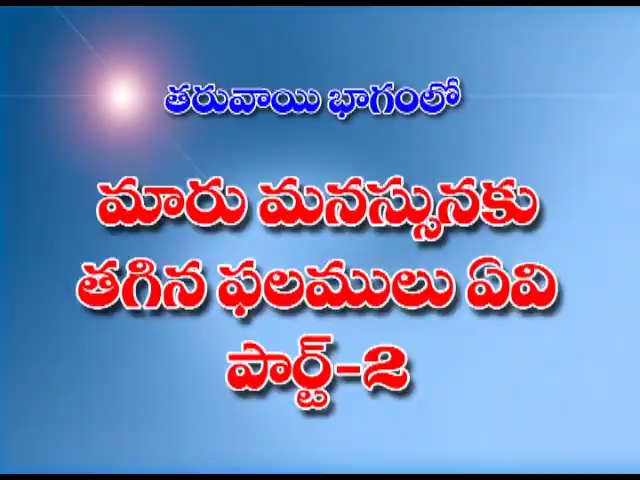 తరువాయి భాగంలో
మారు మనస్సునకు
తగిన ఫలములు ఏవి
పార్ట్-2